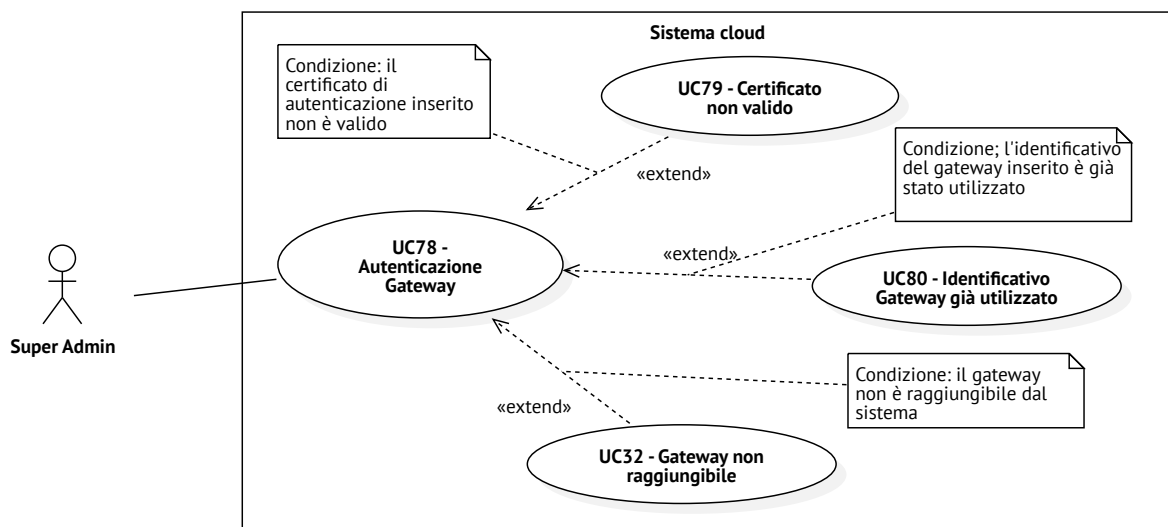 Sistema cloud
Condizione: il
certificato di
autenticazione inserito
non è valido
UC79 - Certificato
non valido
Condizione; l'identificativo
del gateway inserito è già
stato utilizzato
«extend»
UC78 -
Autenticazione
Gateway
«extend»
UC80 - Identificativo
Gateway già utilizzato
Super Admin
Condizione: il gateway
non è raggiungibile dal
sistema
«extend»
UC32 - Gateway non
raggiungibile